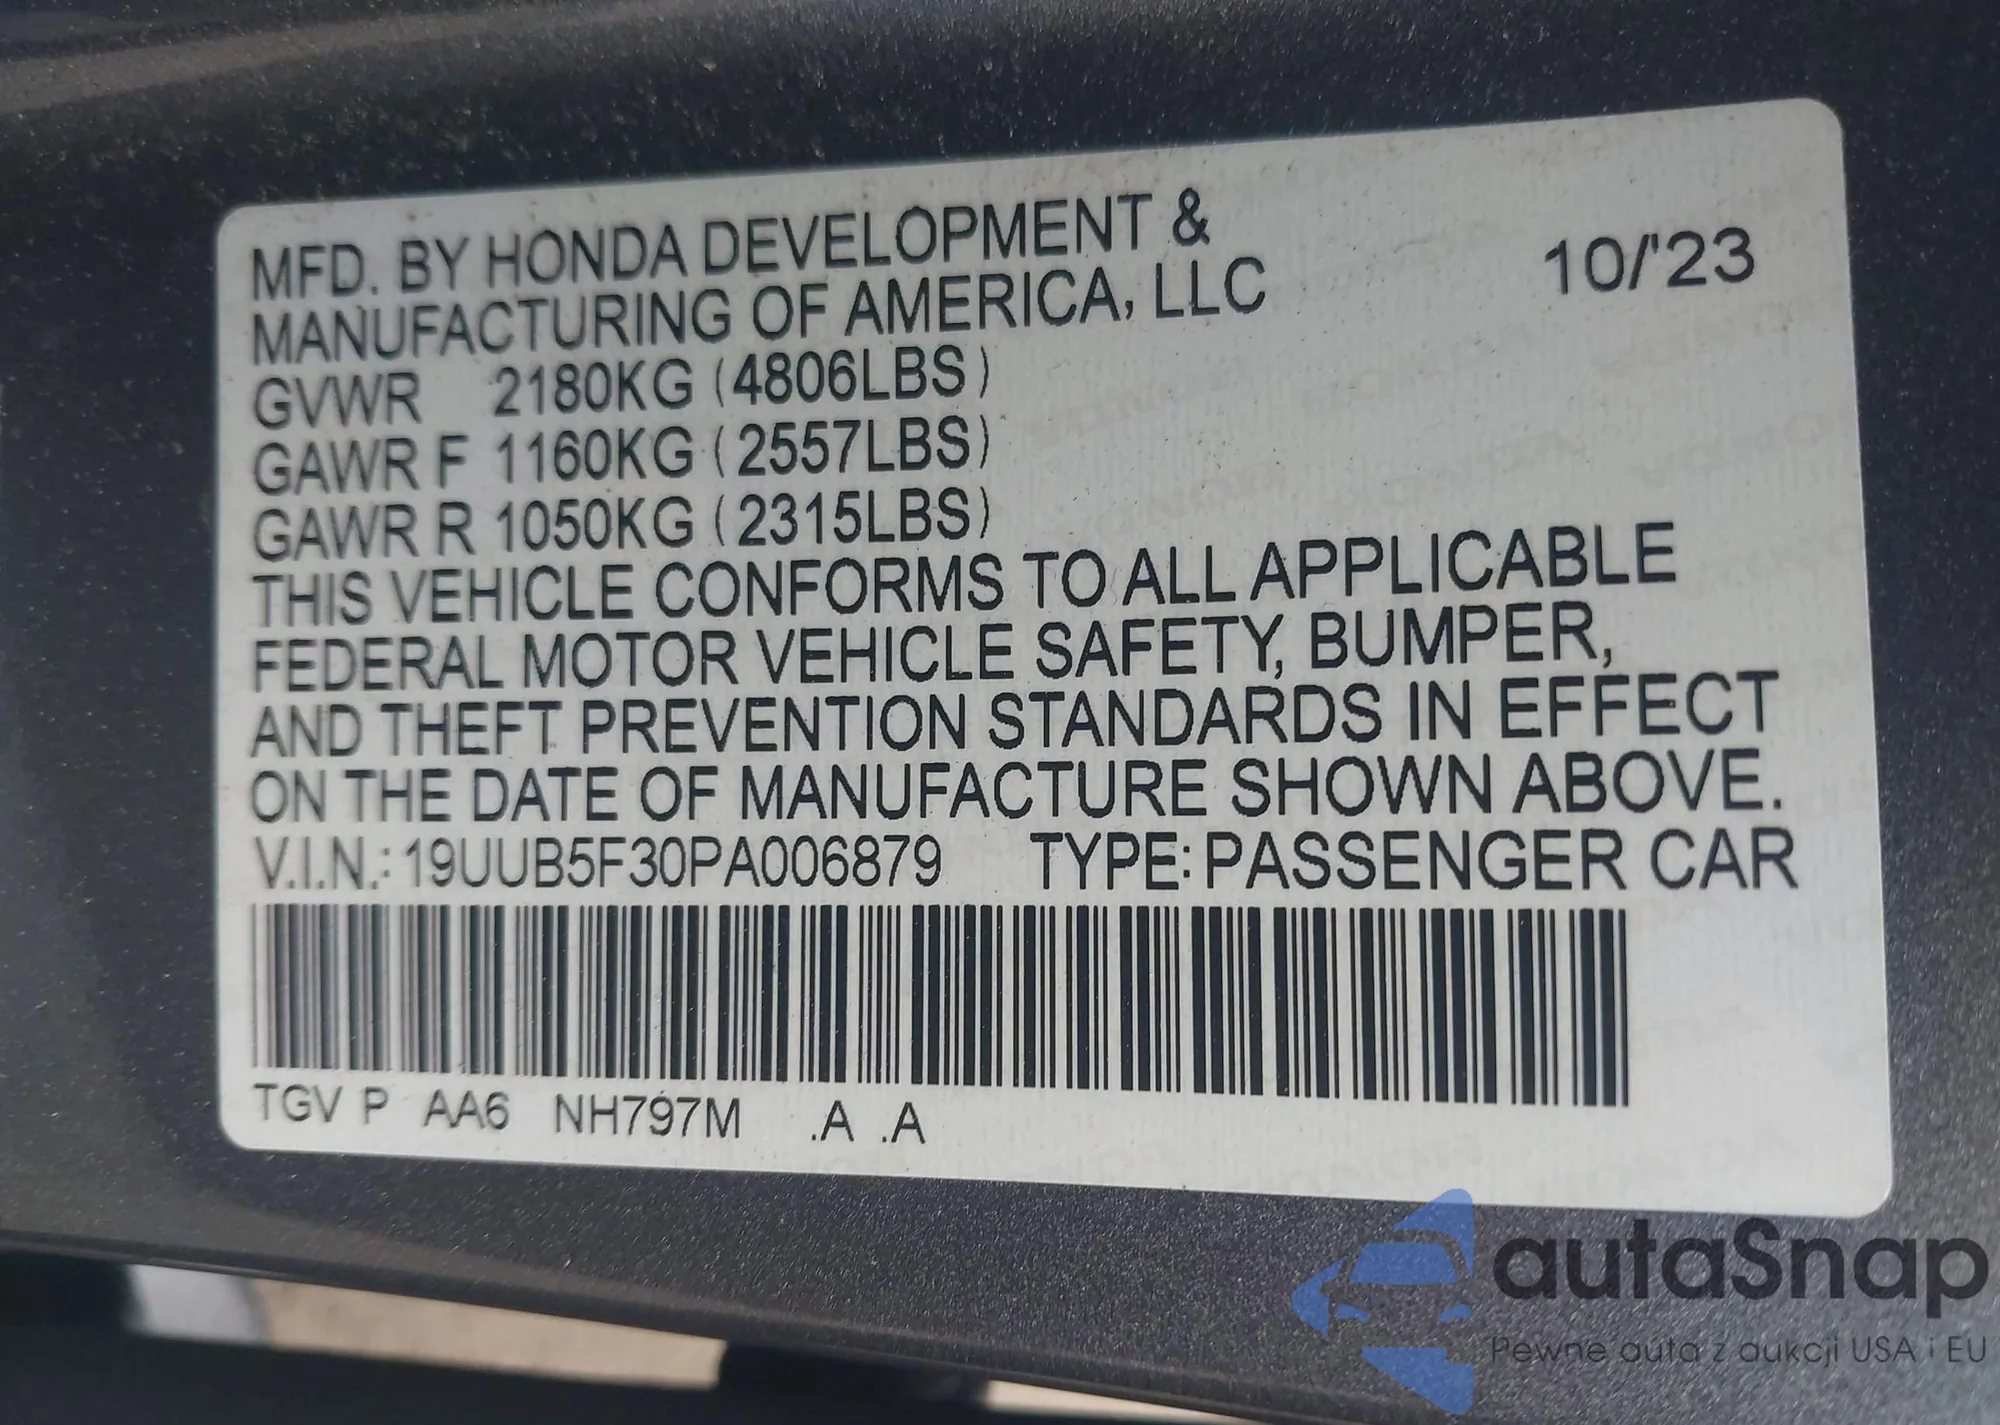 MFD. BY HONDA DEVELOPMENT &
MANUFACTURING OF AMERICA, LLC
10/'23
GVWR 2180KG (4806LBS)
GAWR F 1160KG (2557LBS)
GAWR R 1050KG (2315LBS)
THIS VEHICLE CONFORMS TO ALL APPLICABLE
FEDERAL MOTOR VEHICLE SAFETY, BUMPER,
AND THEFT PREVENTION STANDARDS IN EFFECT
ON THE DATE OF MANUFACTURE SHOWN ABOVE.
V.I.N.: 19UUB5F30PA006879 TYPE: PASSENGER CAR
TGV P AA6 NH797M .A .A
autaSnap
Pewne auta z aukcji USA i EU